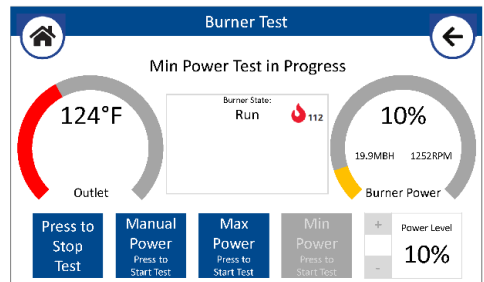 Burner Test
Min Power Test in Progress
124°F
Outlet
Burner State:
Run
112
10%
19.9MBH 1252RPM
Burner Power
Press to
Stop
Test
Manual
Power
Press to
Start Test
Max
Power
Press to
Start Test
Min
Power
Press to
Start Test
+
-
Power Level
10%